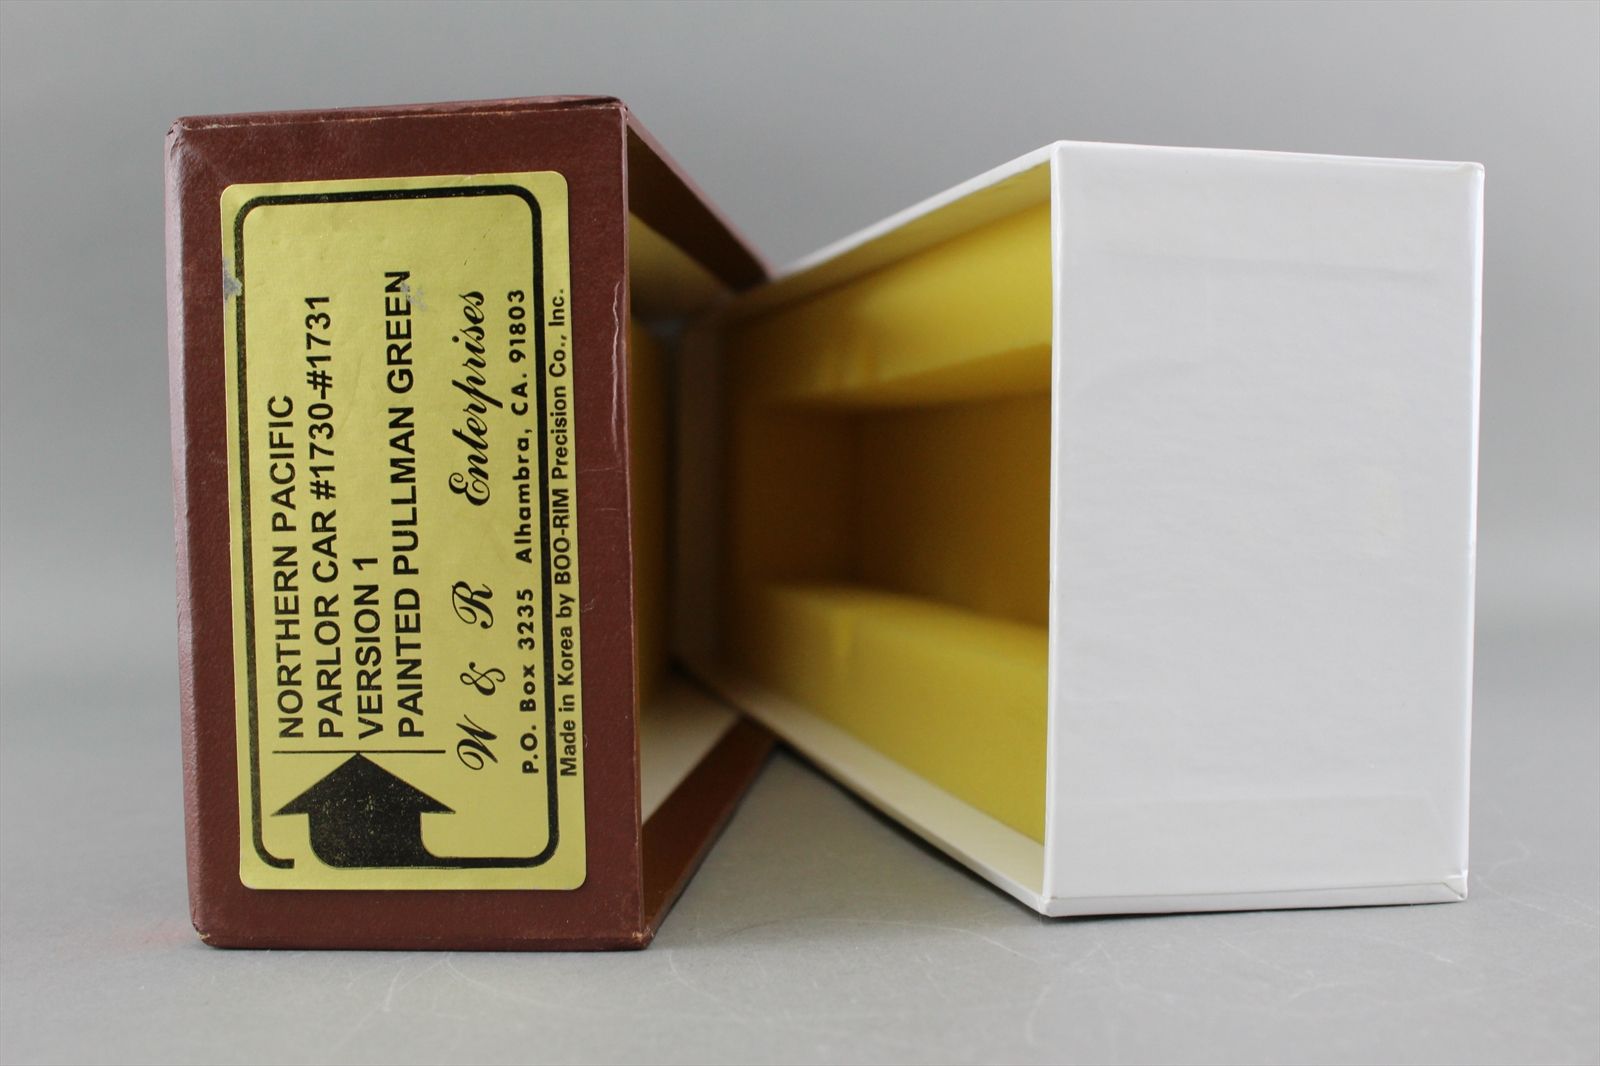 NORTHERN PACIFIC
PARLOR CAR #1730-#1731
VERSION 1
PAINTED PULLMAN GREEN
W & R Enterprises
P.O. Box 3235 Alhambra, CA. 91803
Made in Korea by BOO-RIM Precision Co., Inc.